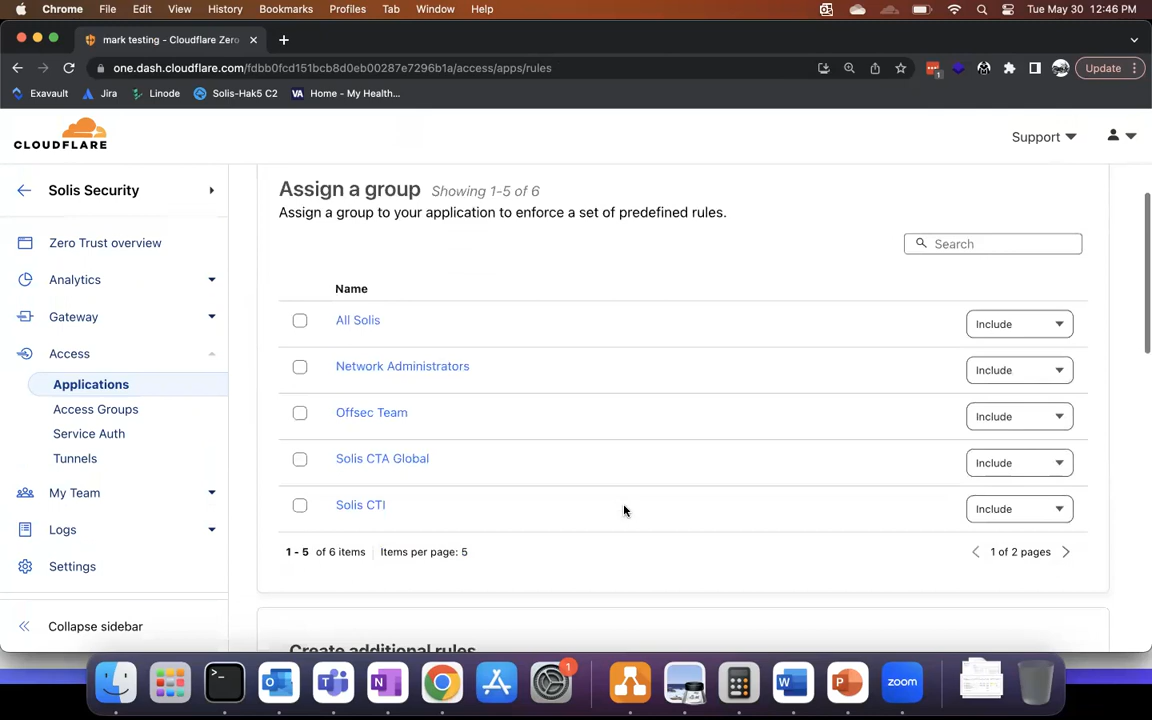 Chrome File Edit View History Bookmarks Profiles Tab Window Help Tue May 30 12:46 PM
mark testing - Cloudflare Zero
one.dash.cloudflare.com/fdbb0fcd151bcb8d0eb00287e7296b1a/access/apps/rules 1 Update
Exavault Jira Linode Solis-Hak5 C2 VA Home - My Health...
CLOUDFLARE Support
Solis Security
Zero Trust overview
Analytics
Gateway
Access
Applications
Access Groups
Service Auth
Tunnels
My Team
Logs
Settings
Collapse sidebar
Assign a group Showing 1-5 of 6
Assign a group to your application to enforce a set of predefined rules.
Search
Name
All Solis Include
Network Administrators Include
Offsec Team Include
Solis CTA Global Include
Solis CTI Include
1 - 5 of 6 items Items per page: 5 1 of 2 pages
Create additional rules
1
zoom